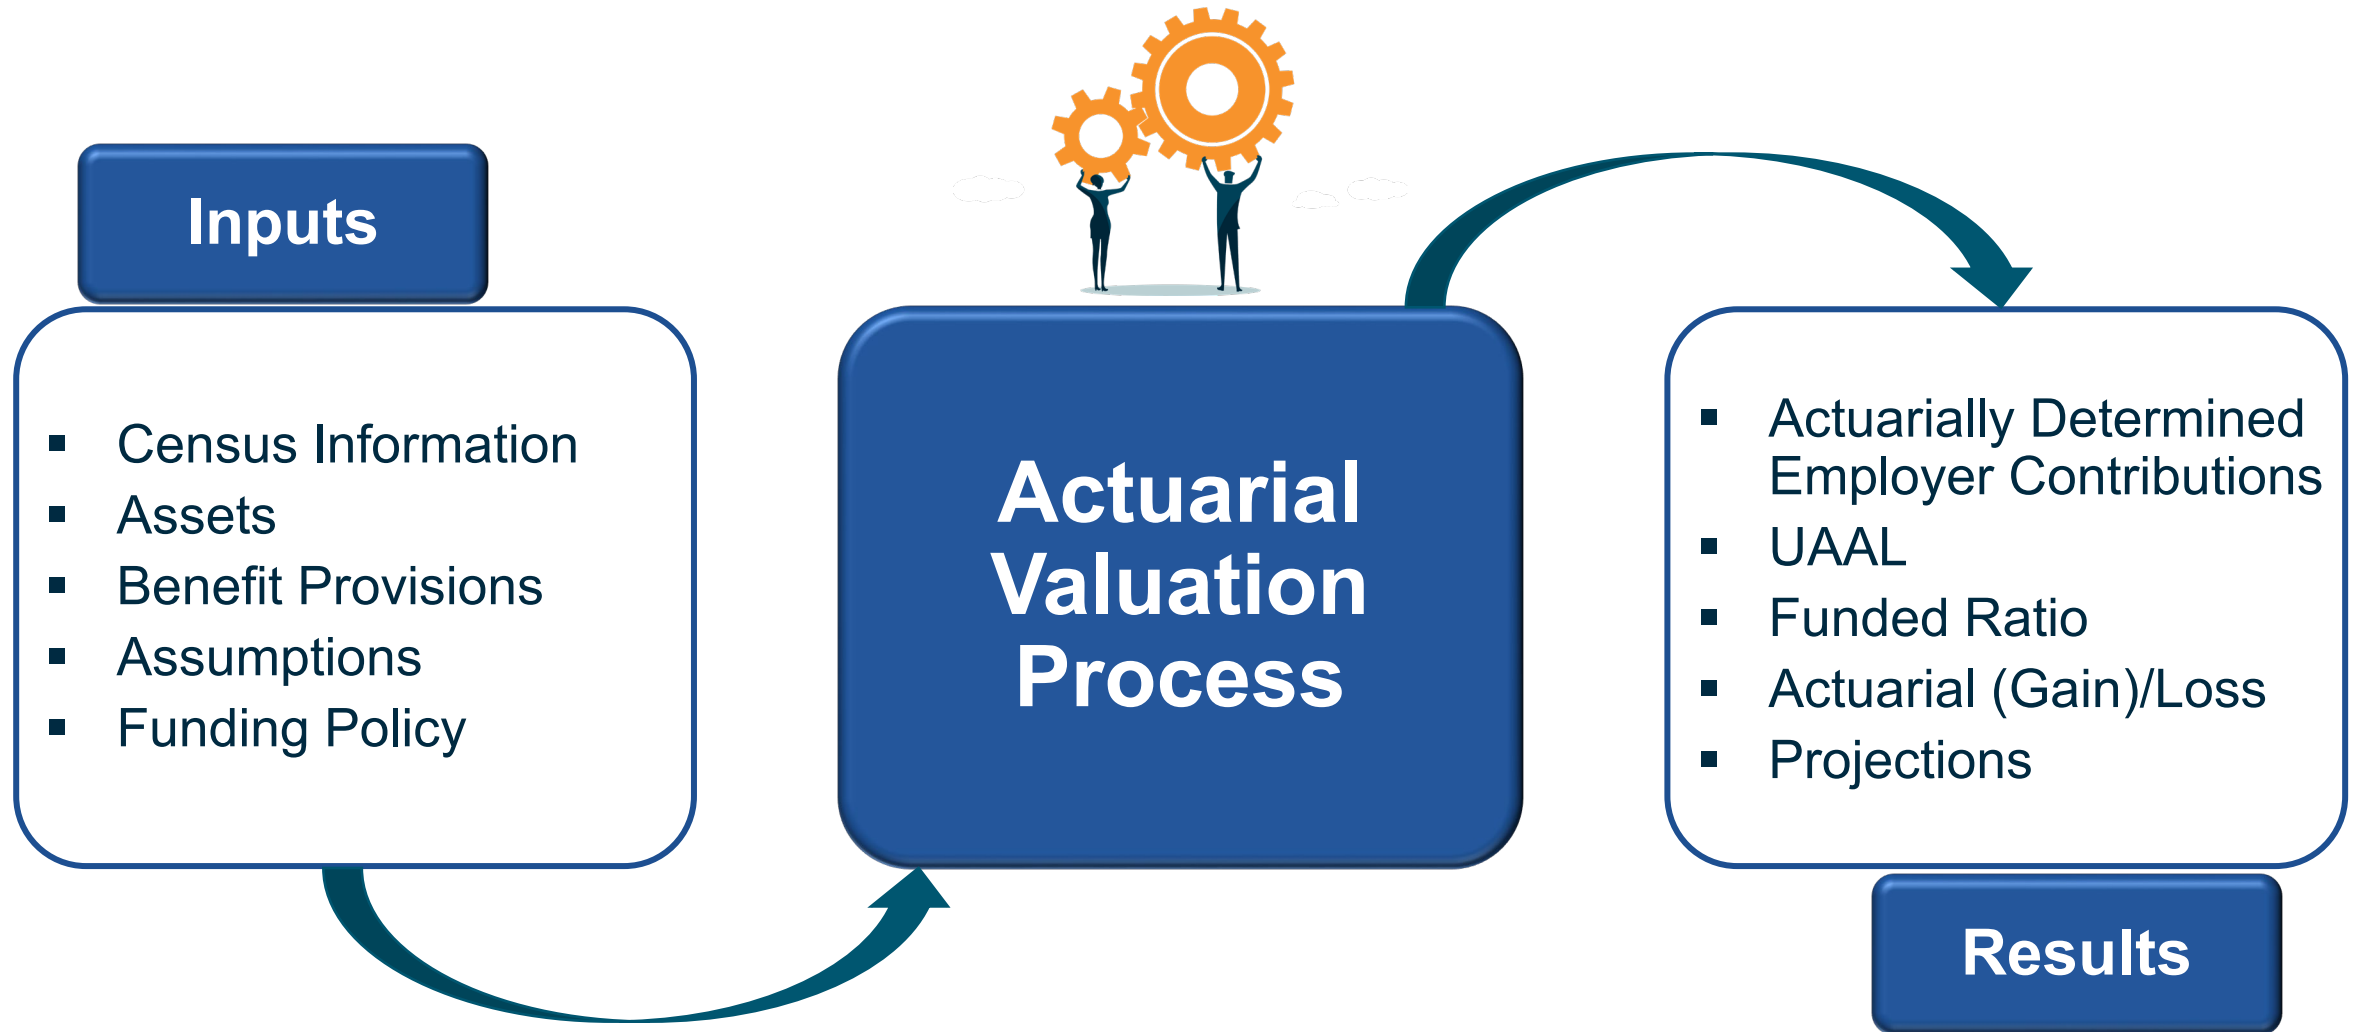 Inputs
▪ Census Information
▪ Assets
▪ Benefit Provisions
▪ Assumptions
▪ Funding Policy
Actuarial
Valuation
Process
▪ Actuarially Determined
Employer Contributions
▪ UAAL
▪ Funded Ratio
▪ Actuarial (Gain)/Loss
▪ Projections
Results